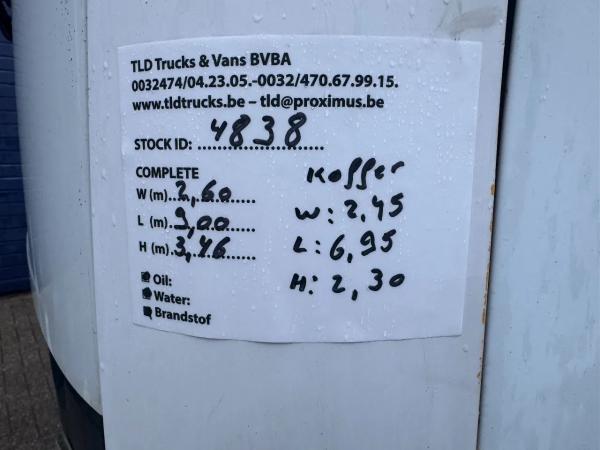 TLD Trucks & Vans BVBA
0032474/04.23.05.-0032/470.67.99.15.
www.tldtrucks.be – tld@proximus.be
STOCK ID: 4838
COMPLETE
W (m) 2,60
L (m) 9,00
H (m) 3,46
Koffer
W: 2,45
L: 6,95
H: 2,30
Oil:
Water:
Brandstof